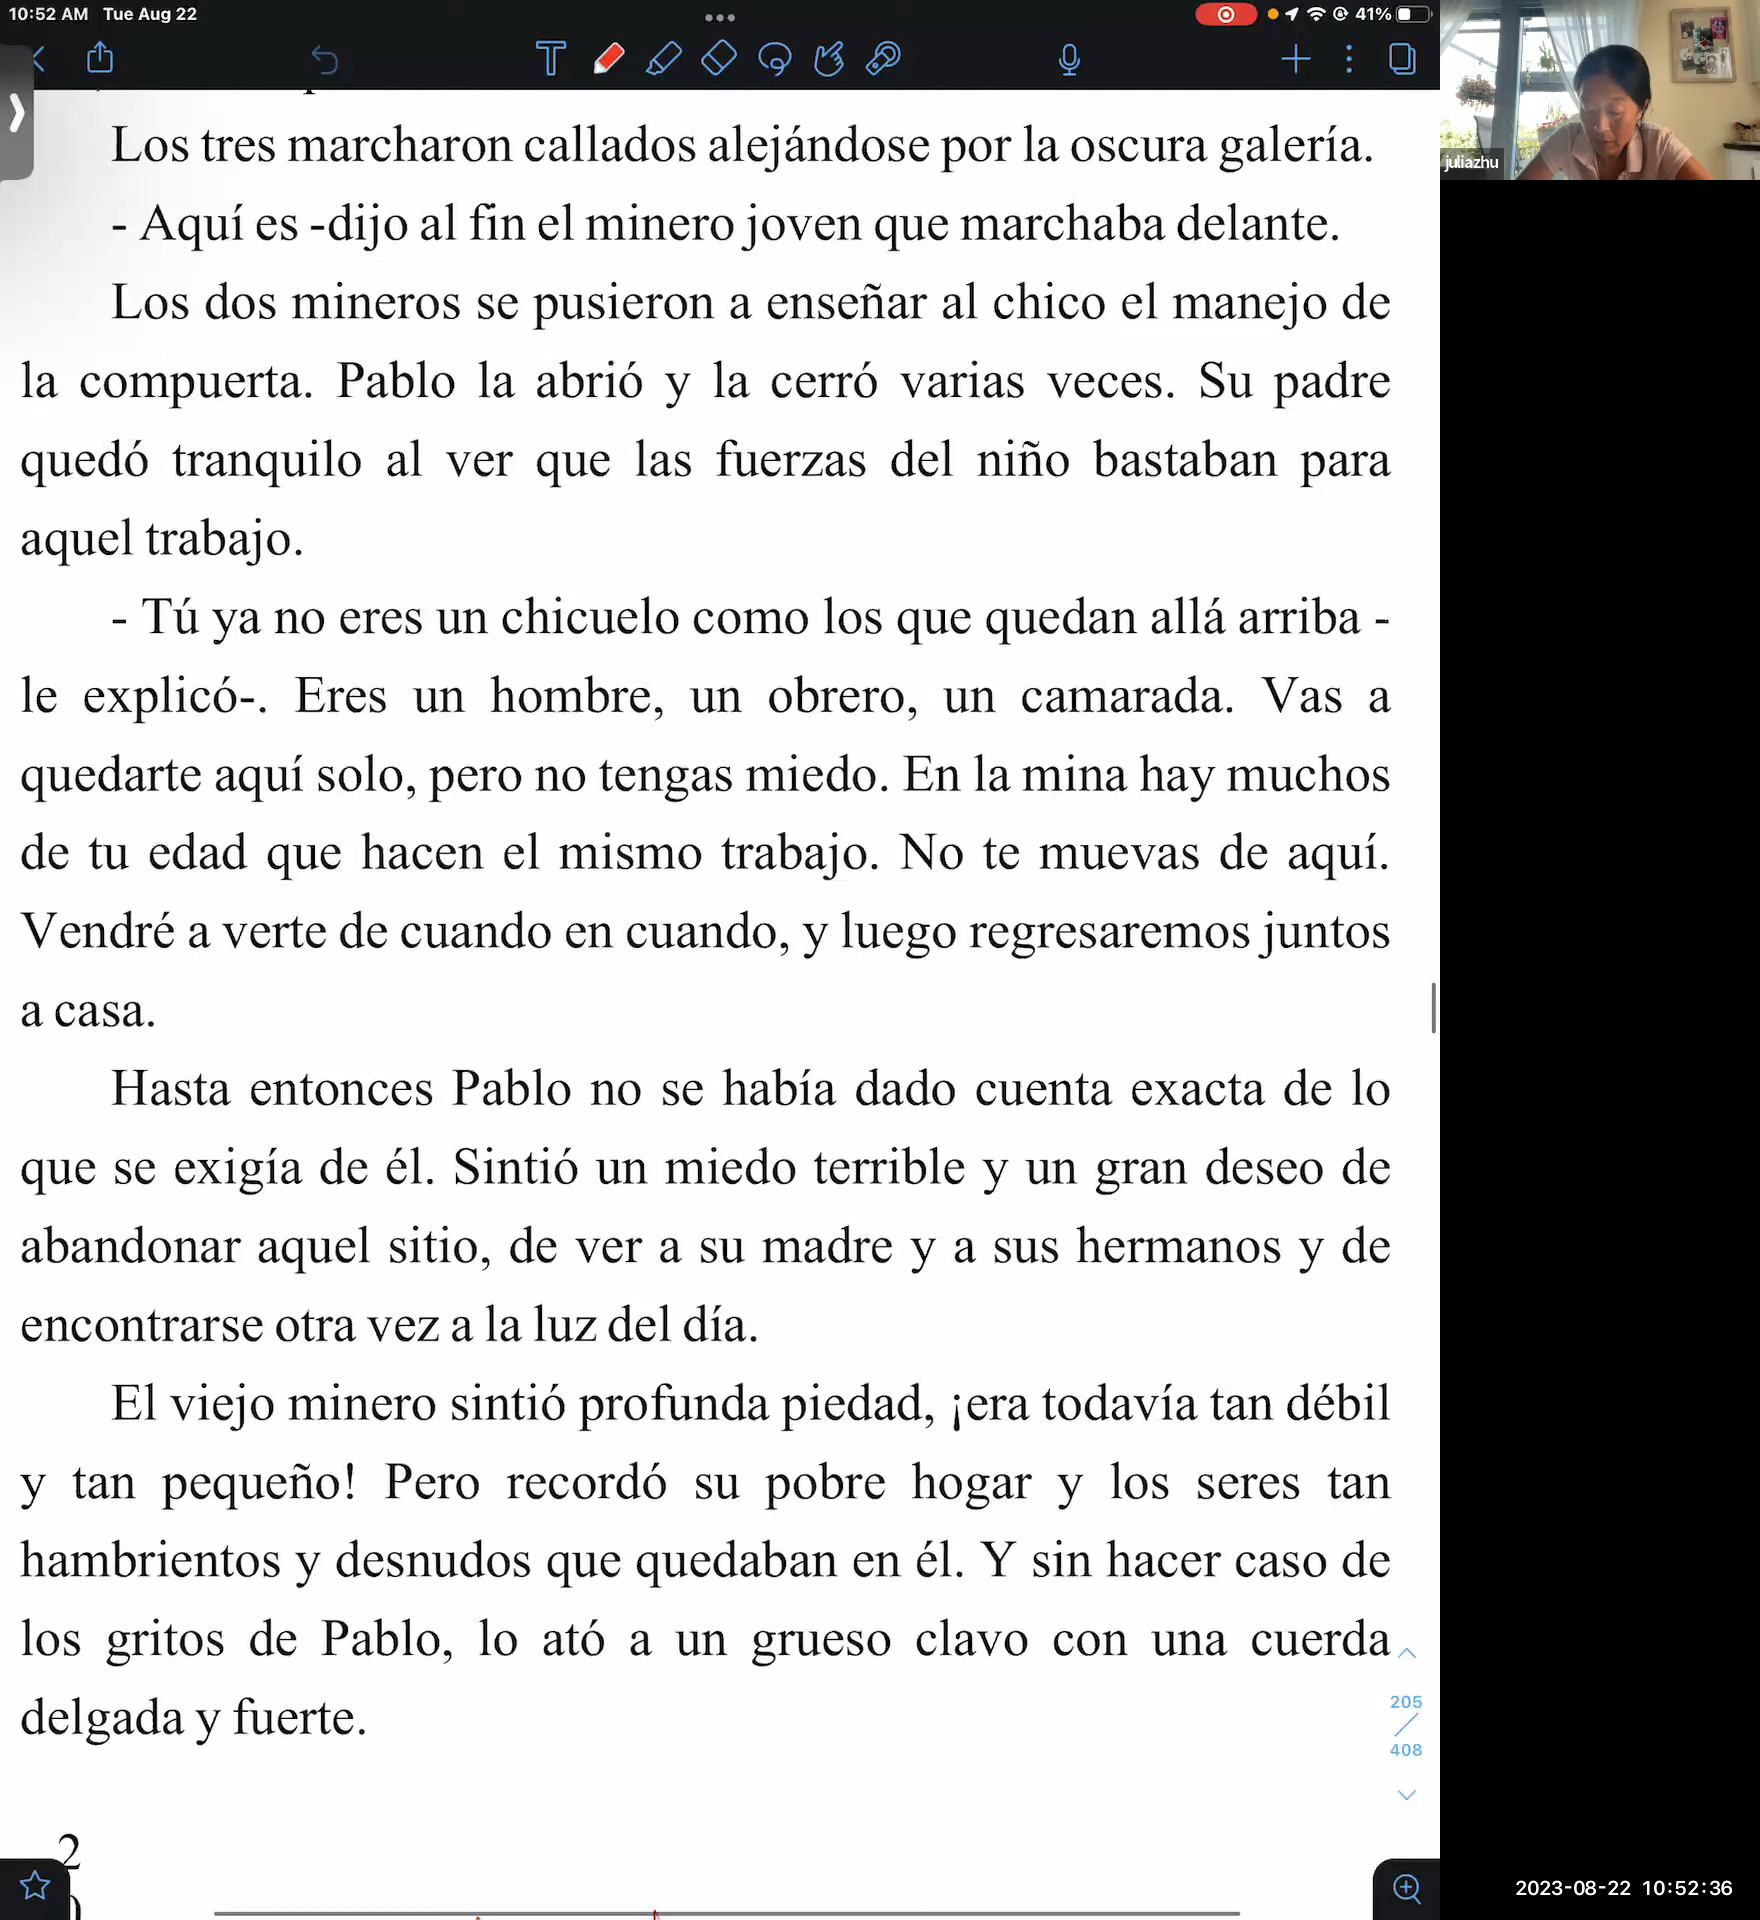 10:52 AM Tue Aug 22
41%
juliazhu
Los tres marcharon callados alejándose por la oscura galería.
- Aquí es -dijo al fin el minero joven que marchaba delante.
Los dos mineros se pusieron a enseñar al chico el manejo de
la compuerta. Pablo la abrió y la cerró varias veces. Su padre
quedó tranquilo al ver que las fuerzas del niño bastaban para
aquel trabajo.
- Tú ya no eres un chicuelo como los que quedan allá arriba -
le explicó-. Eres un hombre, un obrero, un camarada. Vas a
quedarte aquí solo, pero no tengas miedo. En la mina hay muchos
de tu edad que hacen el mismo trabajo. No te muevas de aquí.
Vendré a verte de cuando en cuando, y luego regresaremos juntos
a casa.
Hasta entonces Pablo no se había dado cuenta exacta de lo
que se exigía de él. Sintió un miedo terrible y un gran deseo de
abandonar aquel sitio, de ver a su madre y a sus hermanos y de
encontrarse otra vez a la luz del día.
El viejo minero sintió profunda piedad, ¡era todavía tan débil
y tan pequeño! Pero recordó su pobre hogar y los seres tan
hambrientos y desnudos que quedaban en él. Y sin hacer caso de
los gritos de Pablo, lo ató a un grueso clavo con una cuerda
delgada y fuerte.
205
408
2
2023-08-22 10:52:36